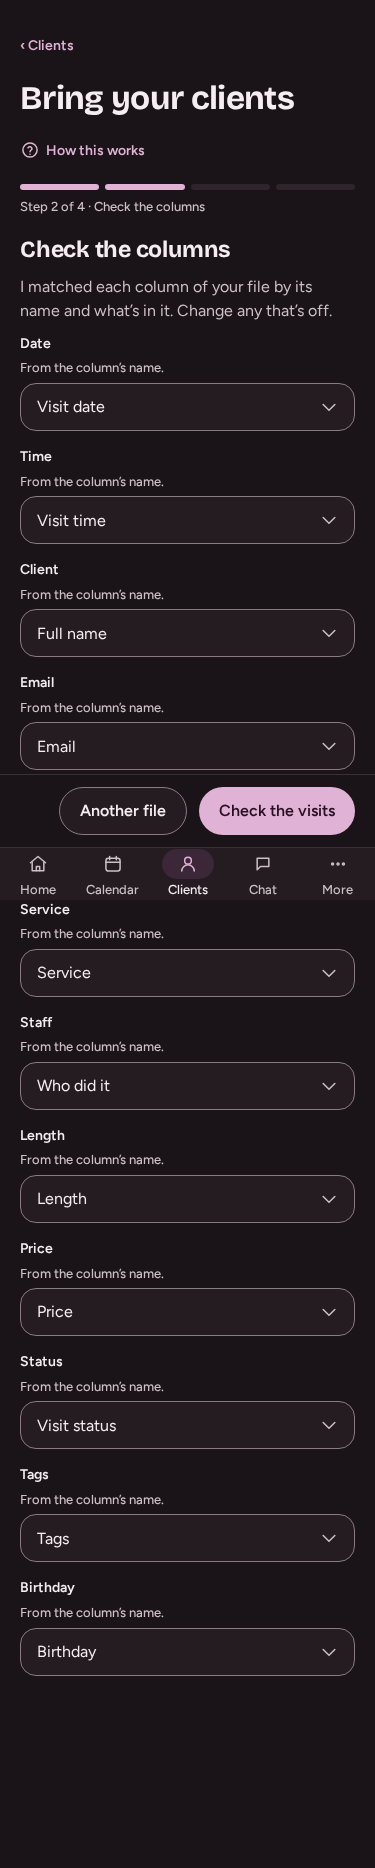 ‹ Clients
Bring your clients
How this works
Step 2 of 4 · Check the columns
Check the columns
I matched each column of your file by its
name and what’s in it. Change any that’s off.
Date
From the column’s name.
Visit date
Time
From the column’s name.
Visit time
Client
From the column’s name.
Full name
Email
From the column’s name.
Email
Another file
Check the visits
Home
Calendar
Clients
Chat
More
Service
From the column’s name.
Service
Staff
From the column’s name.
Who did it
Length
From the column’s name.
Length
Price
From the column’s name.
Price
Status
From the column’s name.
Visit status
Tags
From the column’s name.
Tags
Birthday
From the column’s name.
Birthday